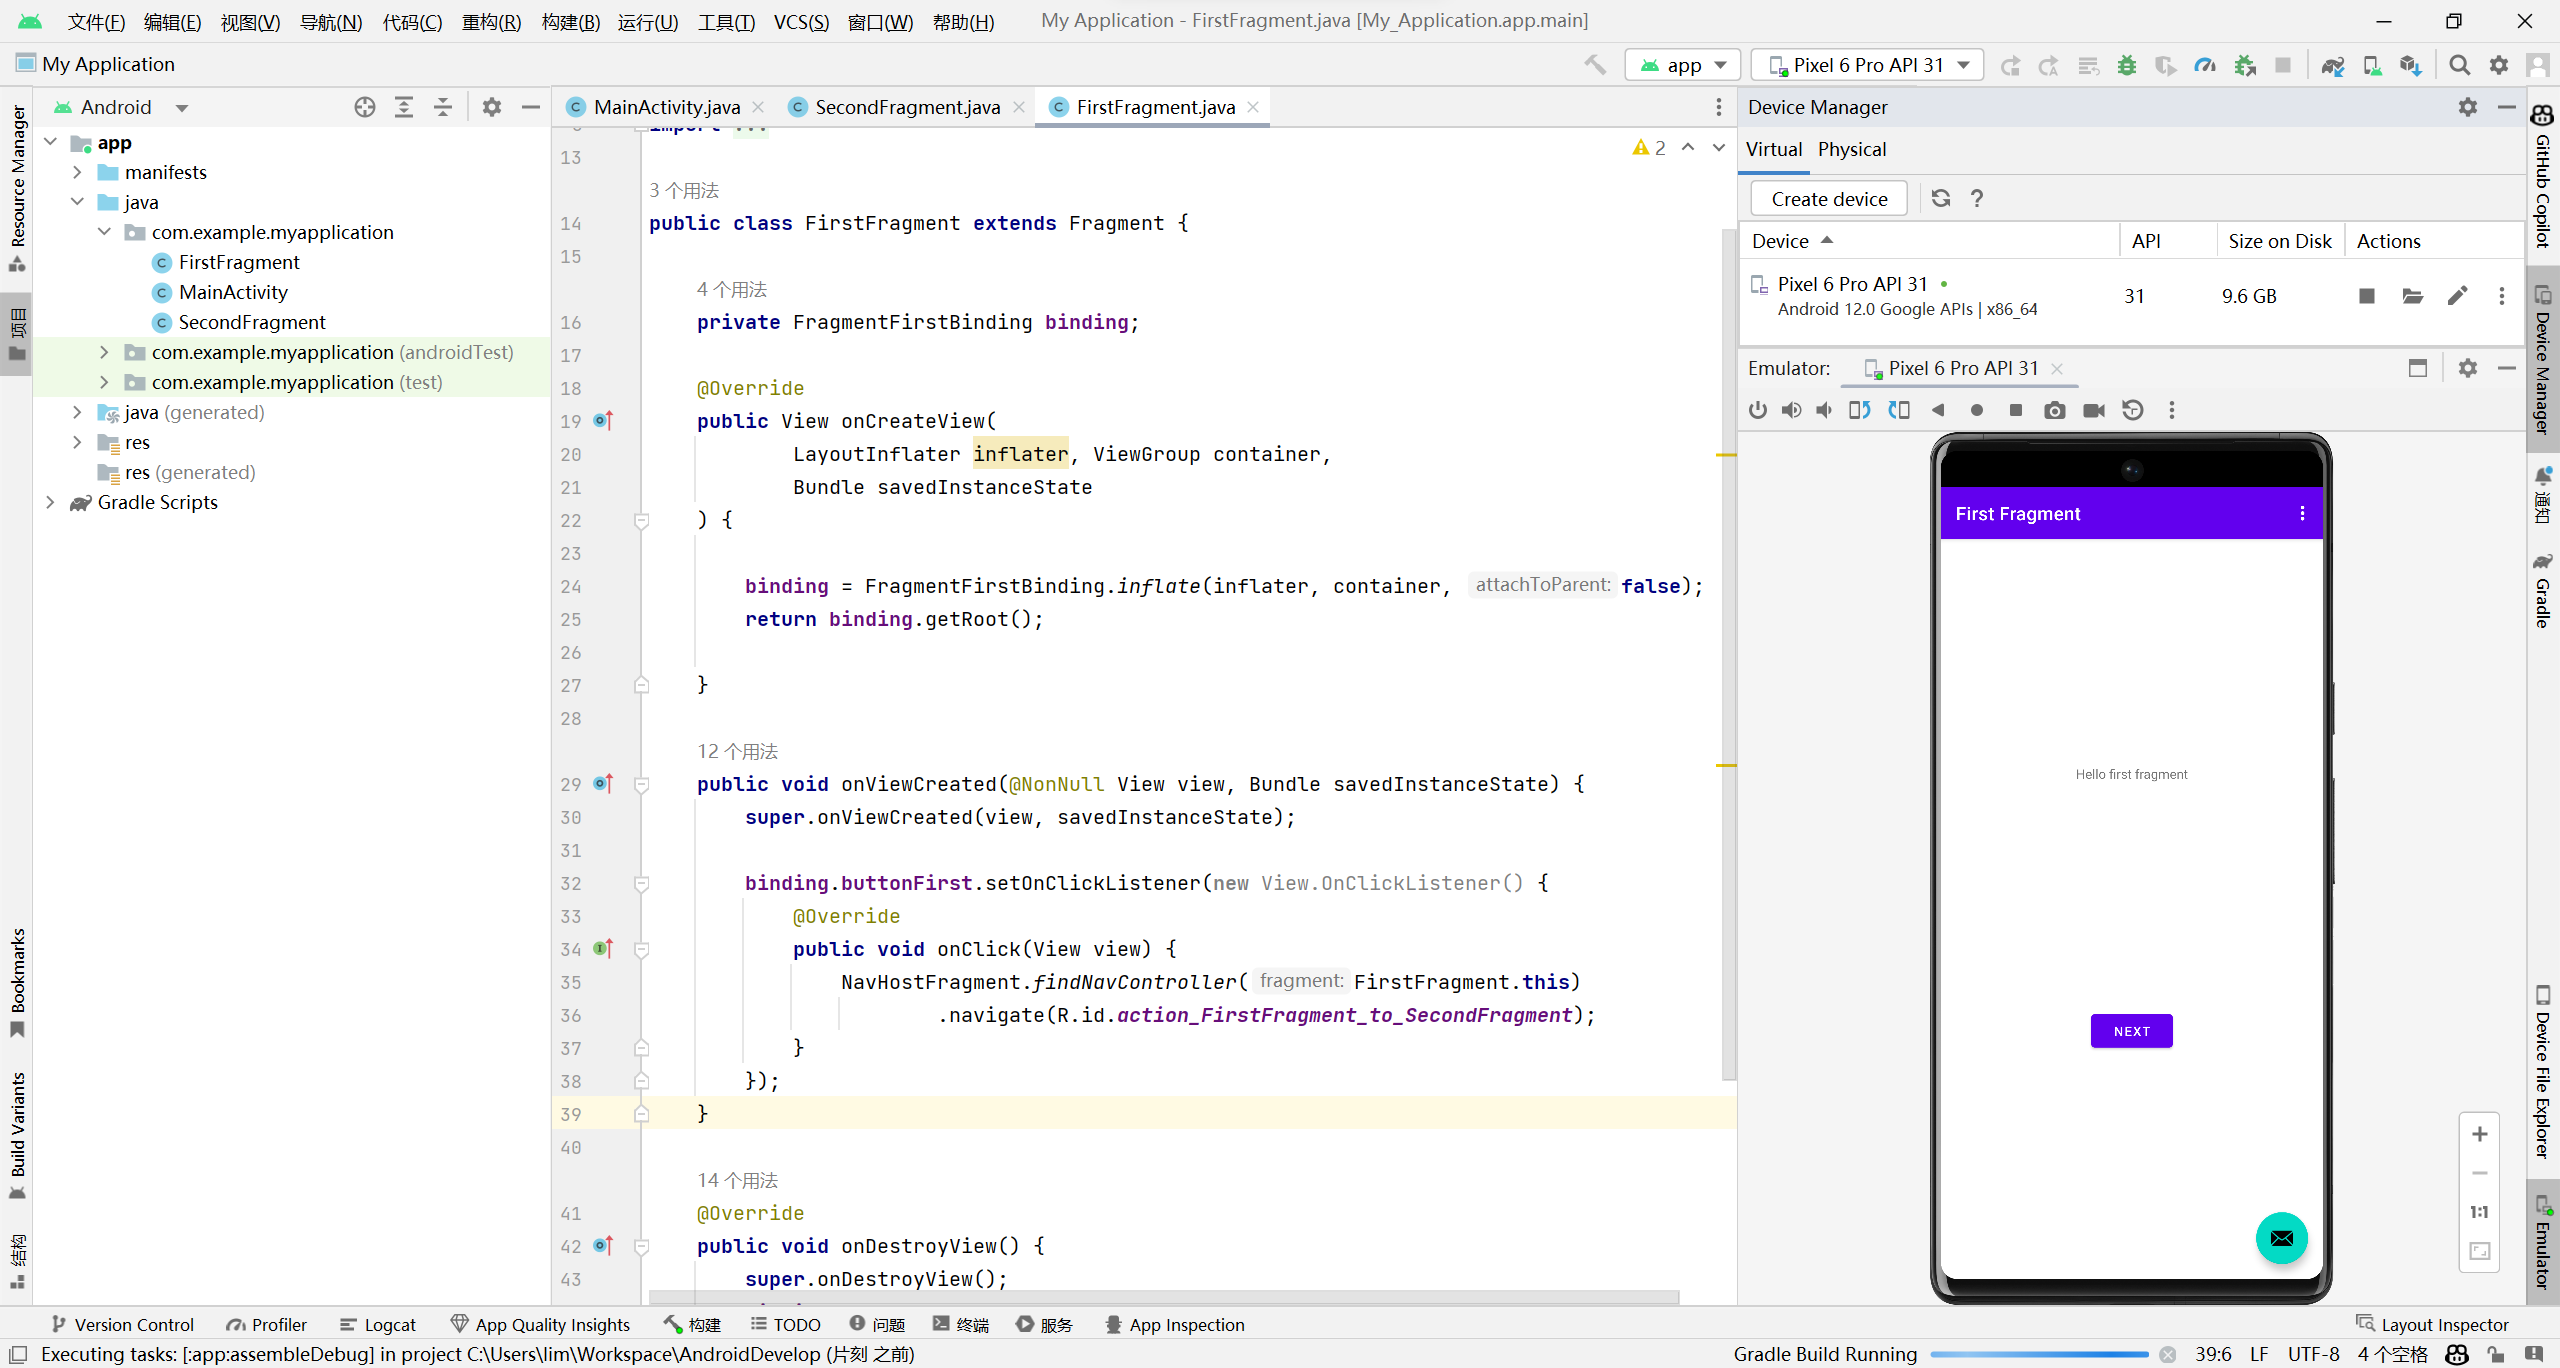 文件(F) 编辑(E) 视图(V) 导航(N) 代码(C) 重构(R) 构建(B) 运行(U) 工具(T) VCS(S) 窗口(W) 帮助(H) My Application - FirstFragment.java [My_Application.app.main]
My Application app Pixel 6 Pro API 31
Resource Manager
项目
Bookmarks
Build Variants
结构
Android
app
manifests
java
com.example.myapplication
FirstFragment
MainActivity
SecondFragment
com.example.myapplication (androidTest)
com.example.myapplication (test)
java (generated)
res
res (generated)
Gradle Scripts
MainActivity.java SecondFragment.java FirstFragment.java
import ...
2
13
3 个用法
14 public class FirstFragment extends Fragment {
15
4 个用法
16 private FragmentFirstBinding binding;
17
18 @Override
19 public View onCreateView(
20 LayoutInflater inflater, ViewGroup container,
21 Bundle savedInstanceState
22 ) {
23
24 binding = FragmentFirstBinding.inflate(inflater, container, attachToParent: false);
25 return binding.getRoot();
26
27 }
28
12 个用法
29 public void onViewCreated(@NonNull View view, Bundle savedInstanceState) {
30 super.onViewCreated(view, savedInstanceState);
31
32 binding.buttonFirst.setOnClickListener(new View.OnClickListener() {
33 @Override
34 public void onClick(View view) {
35 NavHostFragment.findNavController( fragment: FirstFragment.this)
36 .navigate(R.id.action_FirstFragment_to_SecondFragment);
37 }
38 });
39 }
40
14 个用法
41 @Override
42 public void onDestroyView() {
43 super.onDestroyView();
Device Manager
Virtual Physical
Create device ?
Device API Size on Disk Actions
Pixel 6 Pro API 31
Android 12.0 Google APIs | x86_64
31 9.6 GB
Emulator: Pixel 6 Pro API 31
First Fragment
Hello first fragment
NEXT
1:1
GitHub Copilot
Device Manager
通知
Gradle
Device File Explorer
Emulator
Version Control Profiler Logcat App Quality Insights 构建 TODO 问题 终端 服务 App Inspection Layout Inspector
Executing tasks: [:app:assembleDebug] in project C:\Users\lim\Workspace\AndroidDevelop (片刻 之前) Gradle Build Running 39:6 LF UTF-8 4 个空格